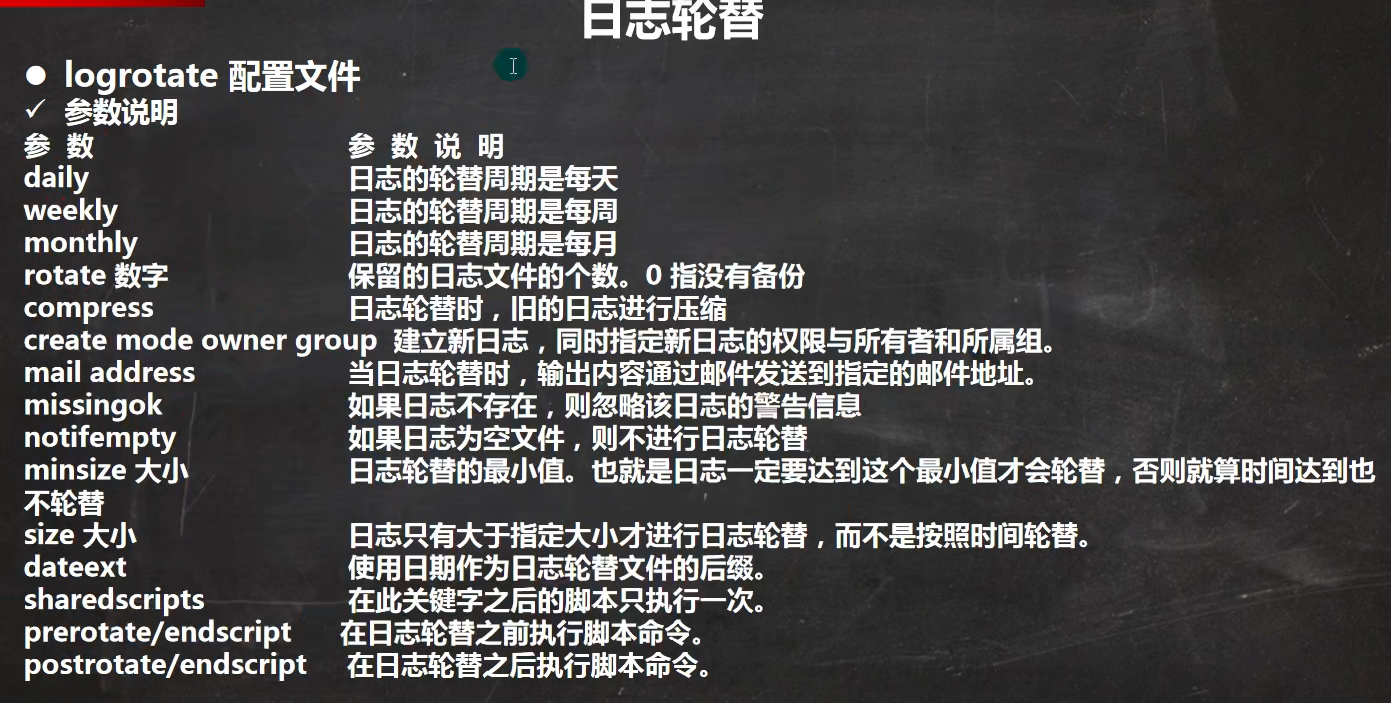 日志轮替
● logrotate 配置文件
✓ 参数说明
参 数 参 数 说 明
daily 日志的轮替周期是每天
weekly 日志的轮替周期是每周
monthly 日志的轮替周期是每月
rotate 数字 保留的日志文件的个数。0 指没有备份
compress 日志轮替时，旧的日志进行压缩
create mode owner group 建立新日志，同时指定新日志的权限与所有者和所属组。
mail address 当日志轮替时，输出内容通过邮件发送到指定的邮件地址。
missingok 如果日志不存在，则忽略该日志的警告信息
notifempty 如果日志为空文件，则不进行日志轮替
minsize 大小 日志轮替的最小值。也就是日志一定要达到这个最小值才会轮替，否则就算时间达到也
不轮替
size 大小 日志只有大于指定大小才进行日志轮替，而不是按照时间轮替。
dateext 使用日期作为日志轮替文件的后缀。
sharedscripts 在此关键字之后的脚本只执行一次。
prerotate/endscript 在日志轮替之前执行脚本命令。
postrotate/endscript 在日志轮替之后执行脚本命令。